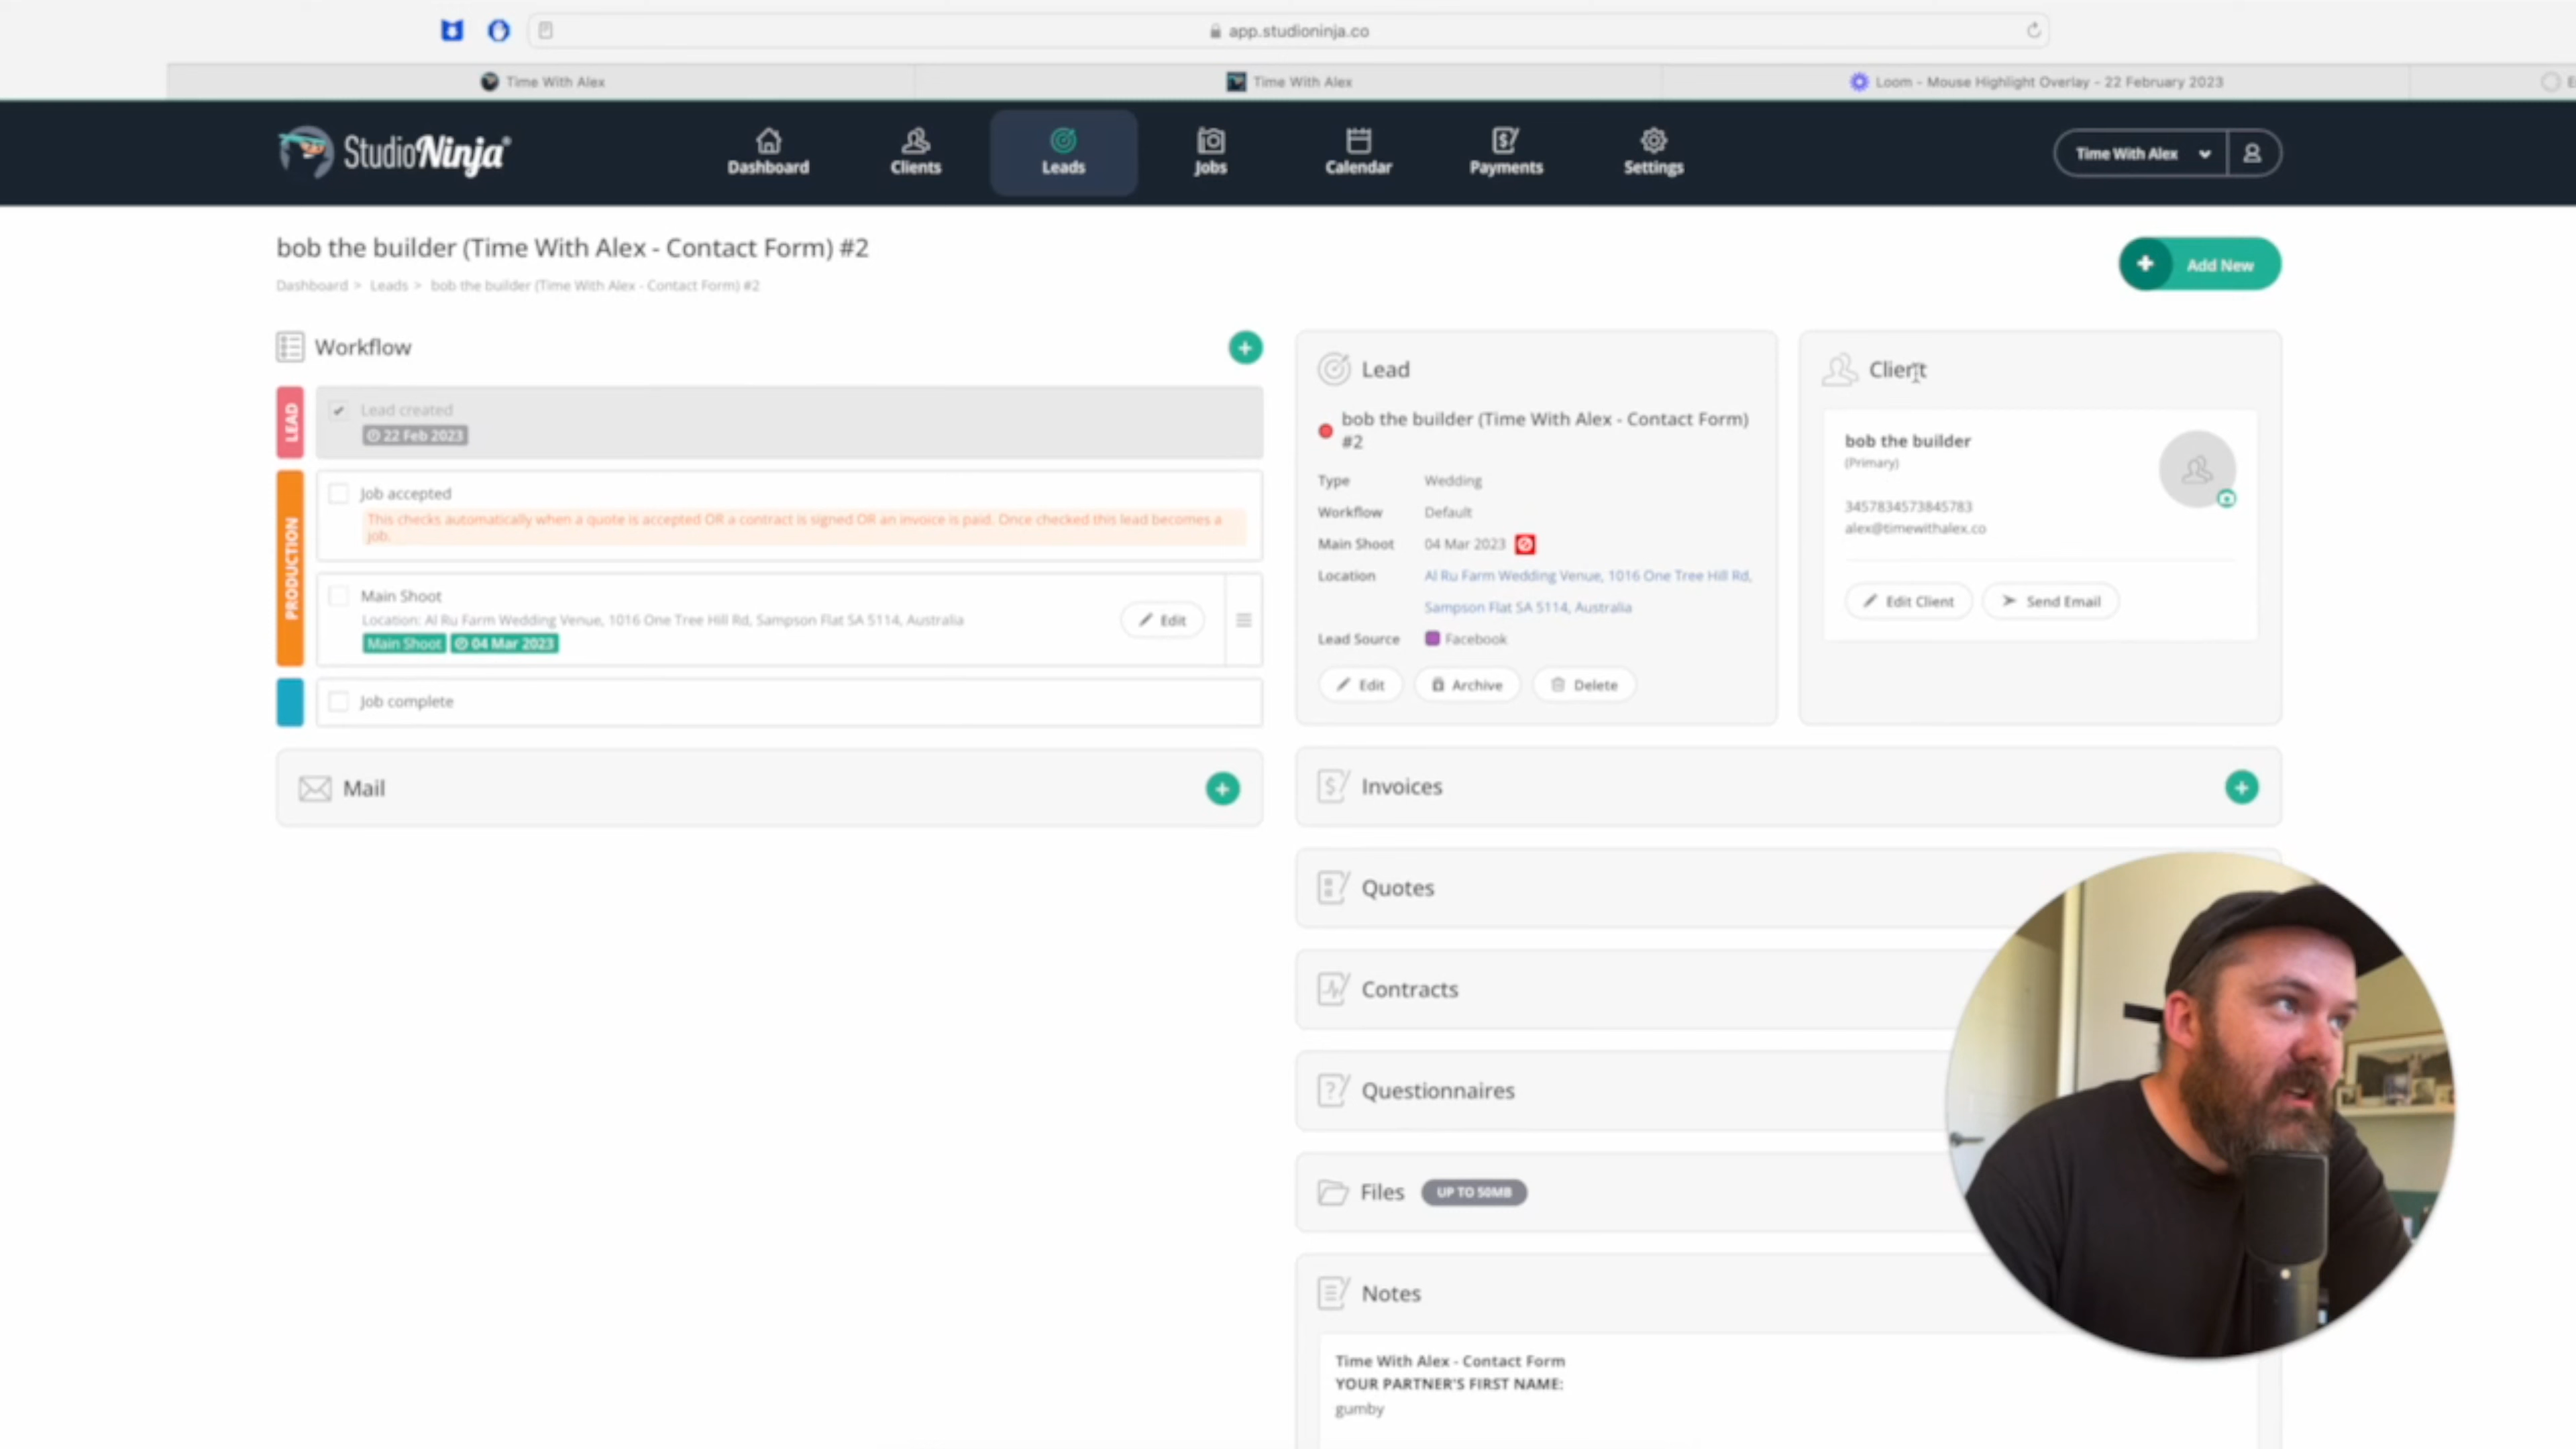 app.studioninja.co
Time With Alex
Time With Alex
Loom - Mouse Highlight Overlay - 22 February 2023
StudioNinja
Dashboard
Clients
Leads
Jobs
Calendar
Payments
Settings
Time With Alex
bob the builder (Time With Alex - Contact Form) #2
Add New
Dashboard > Leads > bob the builder (Time With Alex - Contact Form) #2
Workflow
LEAD
Lead created
22 Feb 2023
PRODUCTION
Job accepted
This checks automatically when a quote is accepted OR a contract is signed OR an invoice is paid. Once checked this lead becomes a
job.
Main Shoot
Location: Al Ru Farm Wedding Venue, 1016 One Tree Hill Rd, Sampson Flat SA 5114, Australia
Main Shoot 04 Mar 2023
Edit
Job complete
Mail
Lead
bob the builder (Time With Alex - Contact Form)
#2
Type Wedding
Workflow Default
Main Shoot 04 Mar 2023
Location Al Ru Farm Wedding Venue, 1016 One Tree Hill Rd,
Sampson Flat SA 5114, Australia
Lead Source Facebook
Edit Archive Delete
Client
bob the builder
(Primary)
3457834573845783
alex@timewithalex.co
Edit Client Send Email
Invoices
Quotes
Contracts
Questionnaires
Files UP TO 50MB
Notes
Time With Alex - Contact Form
YOUR PARTNER'S FIRST NAME:
gumby